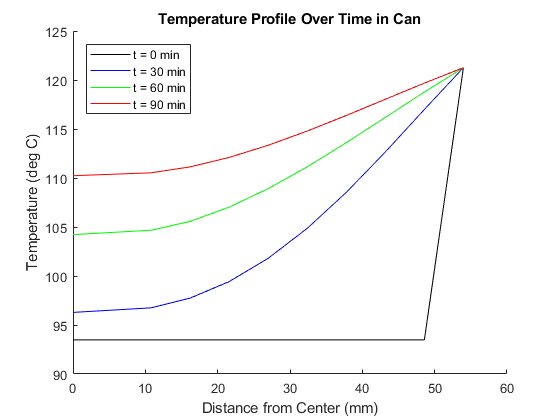 Temperature Profile Over Time in Can
125
120
115
110
105
100
95
90
Temperature (deg C)
t = 0 min
t = 30 min
t = 60 min
t = 90 min
0 10 20 30 40 50 60
Distance from Center (mm)